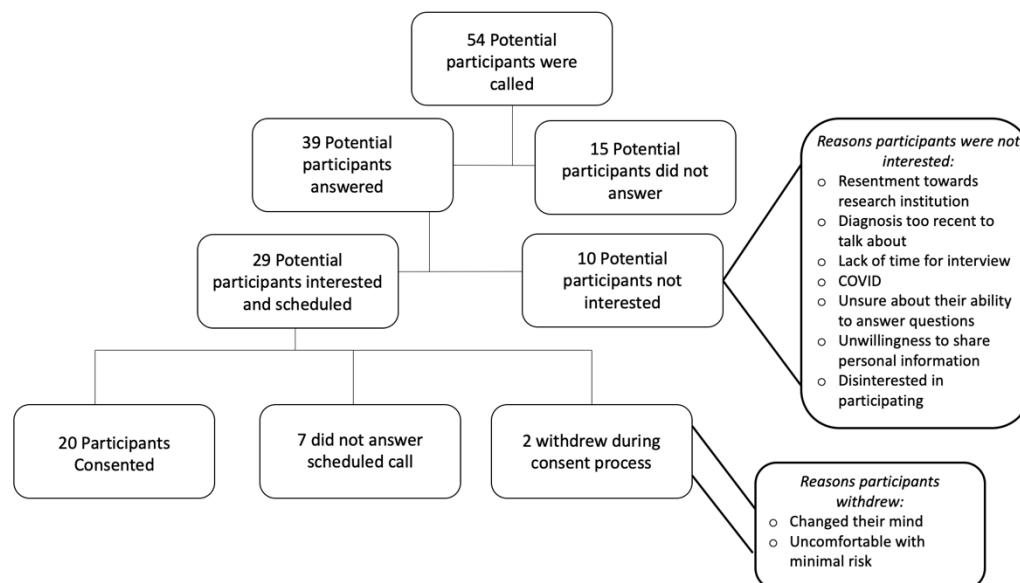 54 Potential
participants were
called
39 Potential
participants
answered
15 Potential
participants did not
answer
29 Potential
participants interested
and scheduled
10 Potential
participants not
interested
Reasons participants were not
interested:
o Resentment towards
research institution
o Diagnosis too recent to
talk about
o Lack of time for interview
o COVID
o Unsure about their ability
to answer questions
o Unwillingness to share
personal information
o Disinterested in
participating
20 Participants
Consented
7 did not answer
scheduled call
2 withdrew during
consent process
Reasons participants
withdrew:
o Changed their mind
o Uncomfortable with
minimal risk